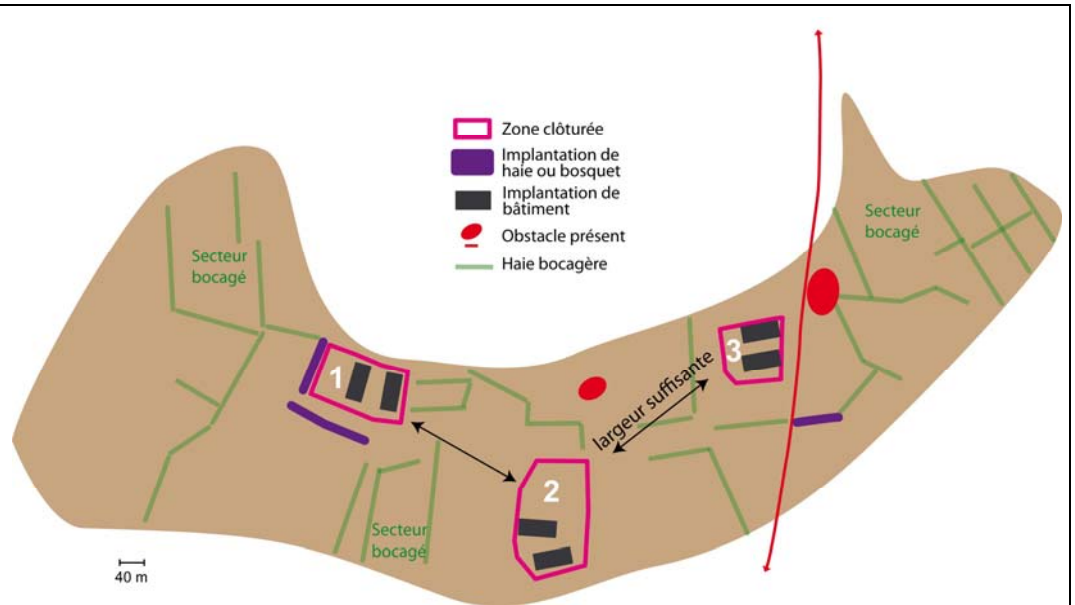 Zone clôturée
Implantation de
haie ou bosquet
Implantation de
bâtiment
Obstacle présent
Haie bocagère
Secteur
bocagé
Secteur
bocagé
1
3
largeur suffisante
2
Secteur
bocagé
40 m